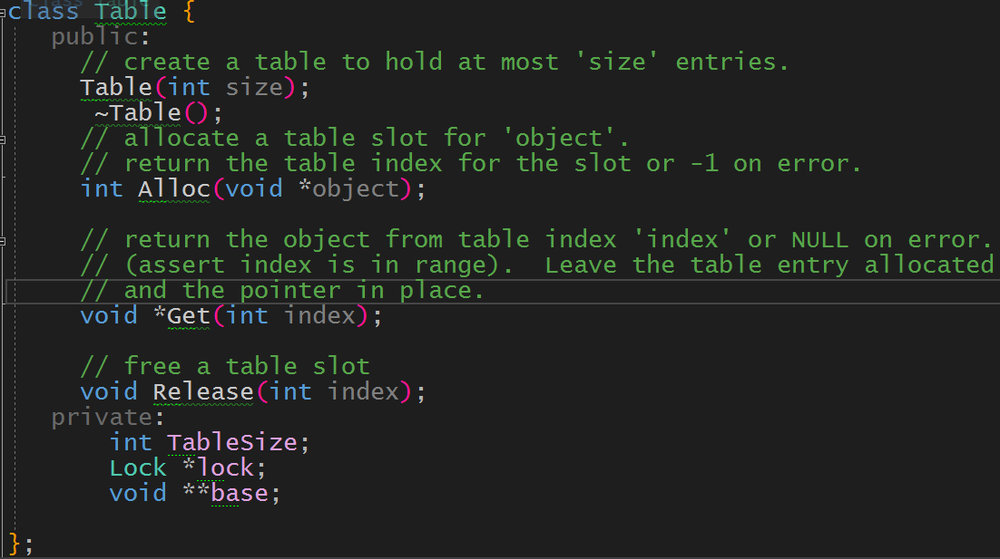 class Table {
public:
// create a table to hold at most 'size' entries.
Table(int size);
~Table();
// allocate a table slot for 'object'.
// return the table index for the slot or -1 on error.
int Alloc(void *object);
// return the object from table index 'index' or NULL on error.
// (assert index is in range).  Leave the table entry allocated
// and the pointer in place.
void *Get(int index);
// free a table slot
void Release(int index);
private:
int TableSize;
Lock *lock;
void **base;
};